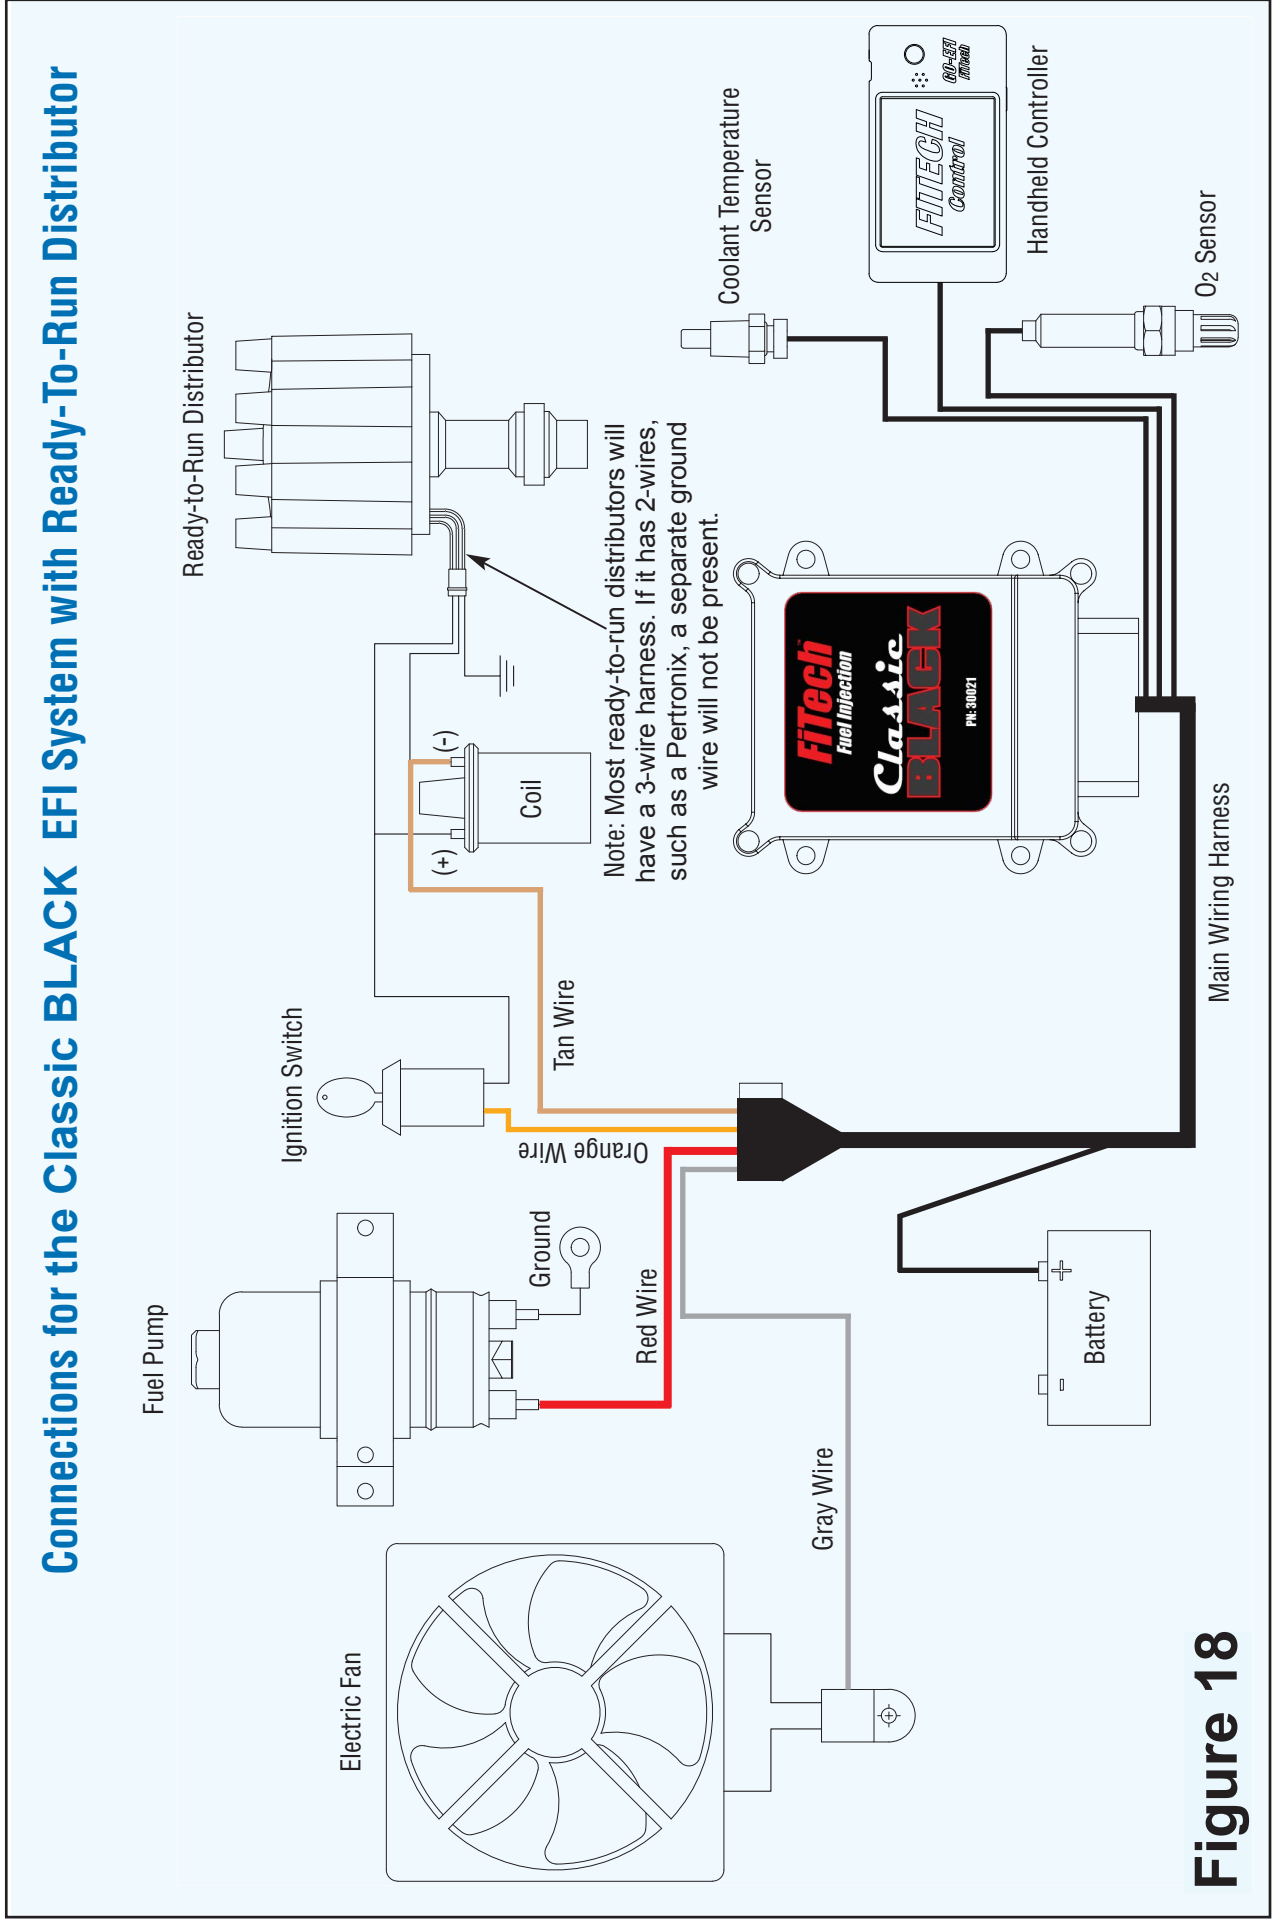 Connections for the Classic BLACK EFI System with Ready-To-Run Distributor
Ready-to-Run Distributor
Fuel Pump
Ignition Switch
Electric Fan
Coolant Temperature
Sensor
FiTECH
Control
GO-EFI
FiTech
Handheld Controller
O2 Sensor
(-)
(+)
Coil
Note: Most ready-to-run distributors will
have a 3-wire harness. If it has 2-wires,
such as a Pertronix, a separate ground
wire will not be present.
Ground
Orange Wire
Tan Wire
Red Wire
Gray Wire
FiTech
Fuel Injection
Classic
BLACK
PN: 30021
Battery
+
-
Main Wiring Harness
Figure 18